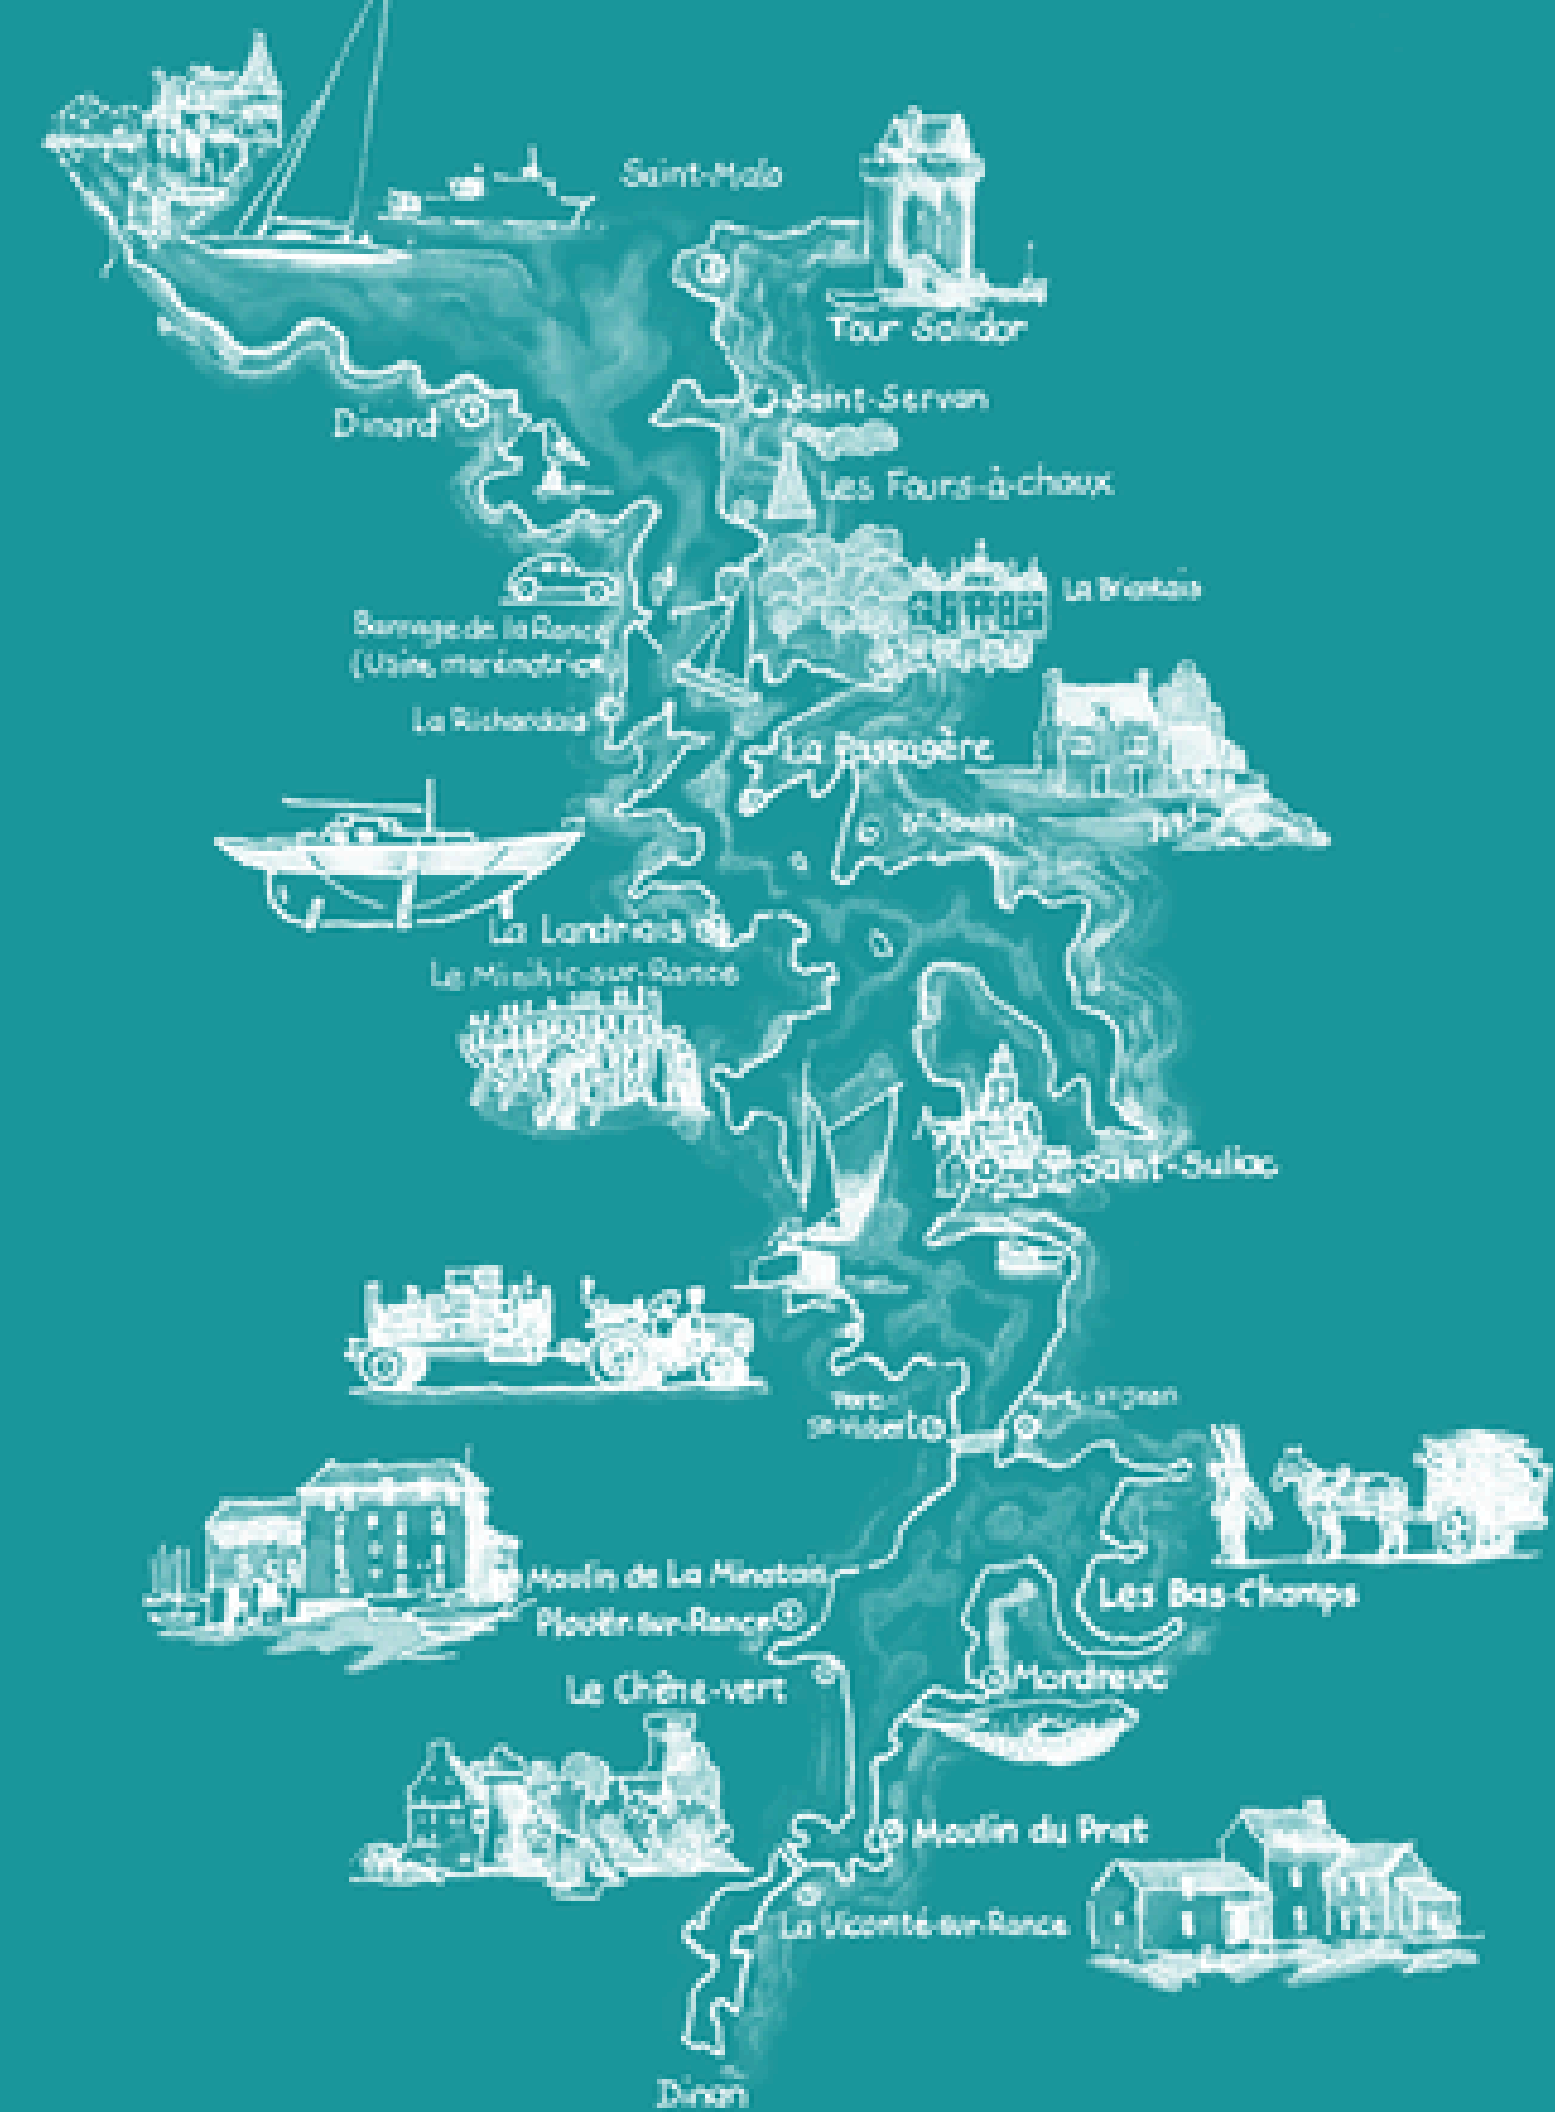 Saint-Malo
Tour Solidor
Saint-Servan
Dinard
Les Fours-à-chaux
La Briantais
Barrage de la Rance
(Usine marémotrice)
La Richardais
La Passagère
St-Jouan
La Landriais
Le Minihic-sur-Rance
Saint-Suliac
Port-
St-Hubert
Port-St-Jean
Moulin de La Minotais
Les Bas-Champs
Plouër-sur-Rance
Mordreuc
Le Chêne-vert
Moulin du Prat
La Vicomté-sur-Rance
Dinan